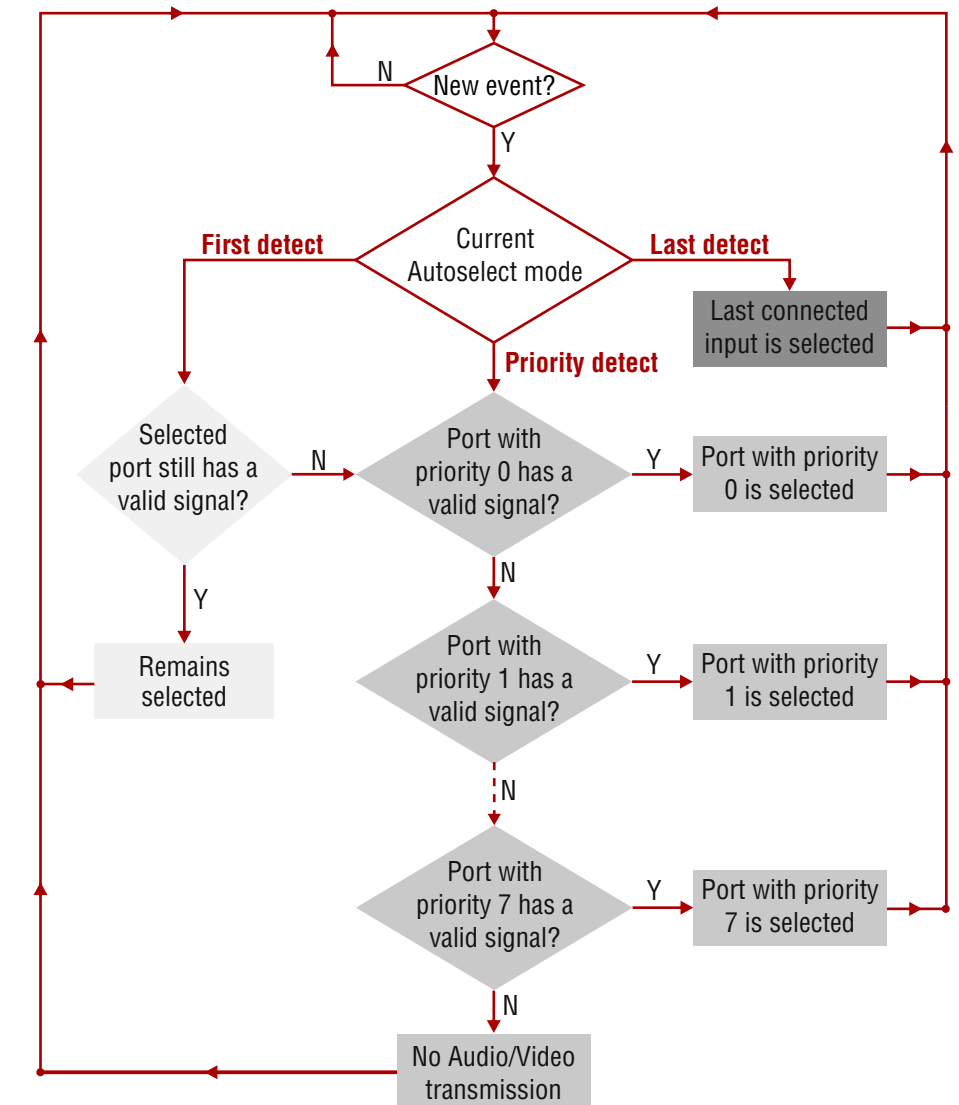 N
New event?
Y
First detect
Current
Autoselect mode
Last detect
Last connected
input is selected
Priority detect
Selected
port still has a
valid signal?
N
Port with
priority 0 has a
valid signal?
Y
Port with priority
0 is selected
Y
N
Remains
selected
Port with
priority 1 has a
valid signal?
Y
Port with priority
1 is selected
N
Port with
priority 7 has a
valid signal?
Y
Port with priority
7 is selected
N
No Audio/Video
transmission